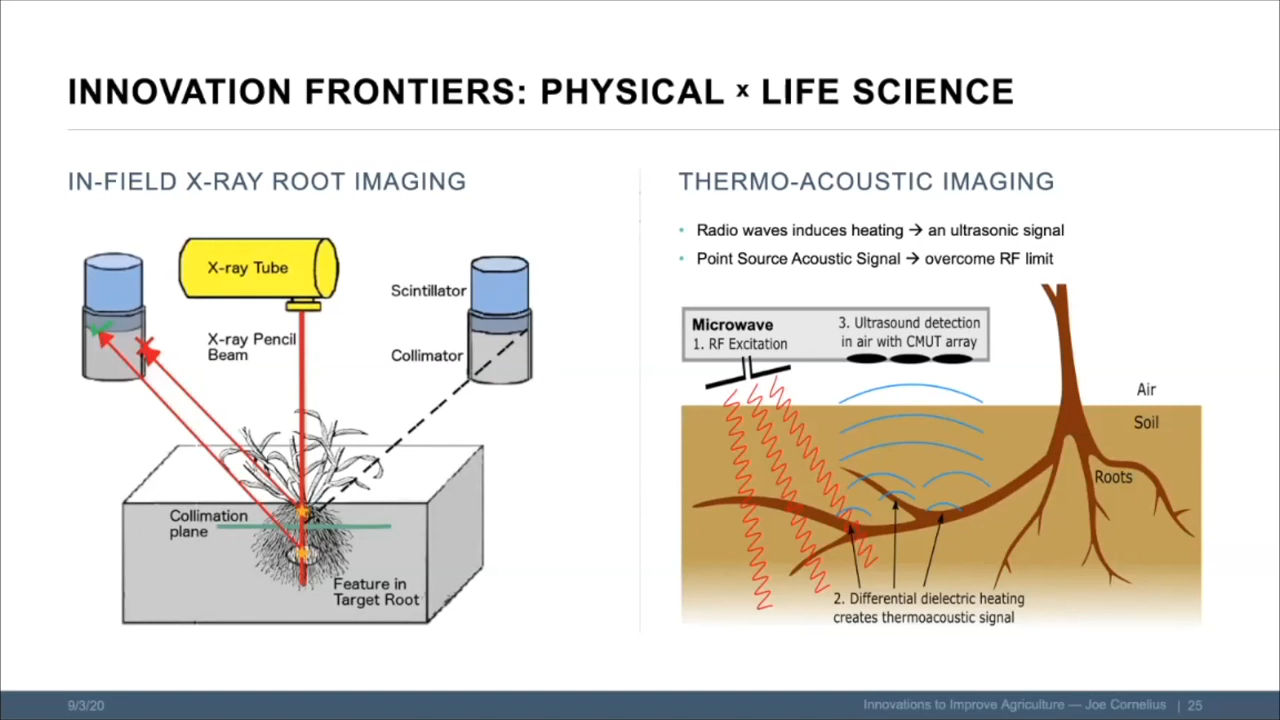 INNOVATION FRONTIERS: PHYSICAL x LIFE SCIENCE
IN-FIELD X-RAY ROOT IMAGING
X-ray Tube
Scintillator
X-ray Pencil
Beam
Collimator
Collimation
plane
Feature in
Target Root
THERMO-ACOUSTIC IMAGING
• Radio waves induces heating → an ultrasonic signal
• Point Source Acoustic Signal → overcome RF limit
Microwave
1. RF Excitation
3. Ultrasound detection
in air with CMUT array
Air
Soil
Roots
2. Differential dielectric heating
creates thermoacoustic signal
9/3/20
Innovations to Improve Agriculture — Joe Cornelius | 25